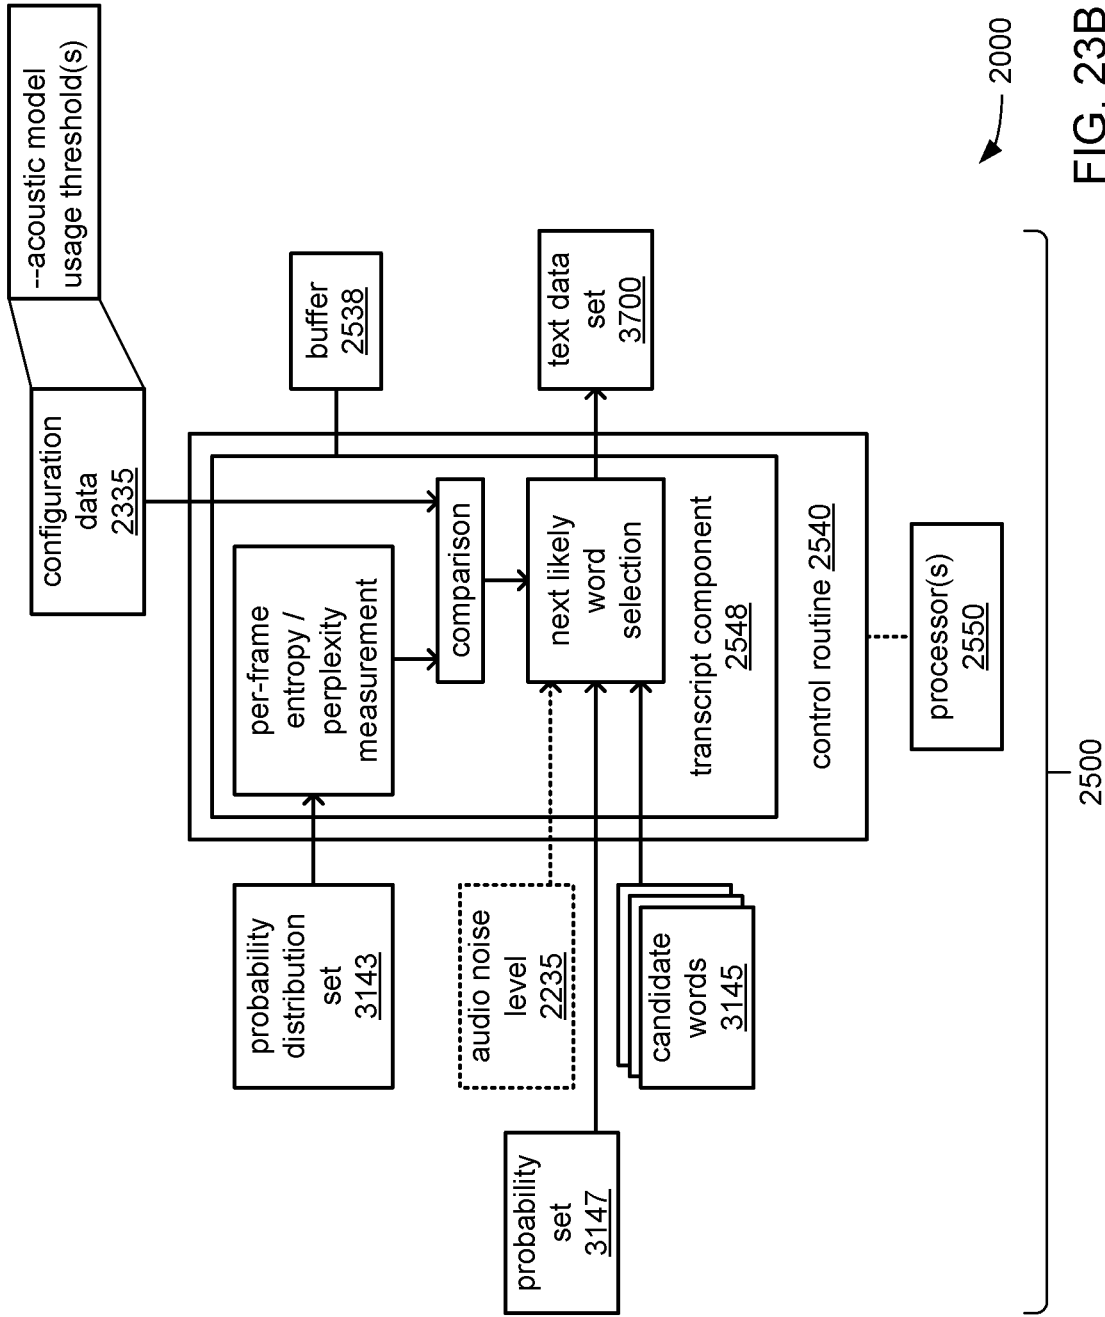 --acoustic model
usage threshold(s)
configuration
data
2335
buffer
2538
probability
distribution
set
3143
per-frame
entropy /
perplexity
measurement
comparison
audio noise
level
2235
next likely
word
selection
text data
set
3700
probability
set
3147
candidate
words
3145
transcript component
2548
control routine 2540
processor(s)
2550
2500
2000
FIG. 23B